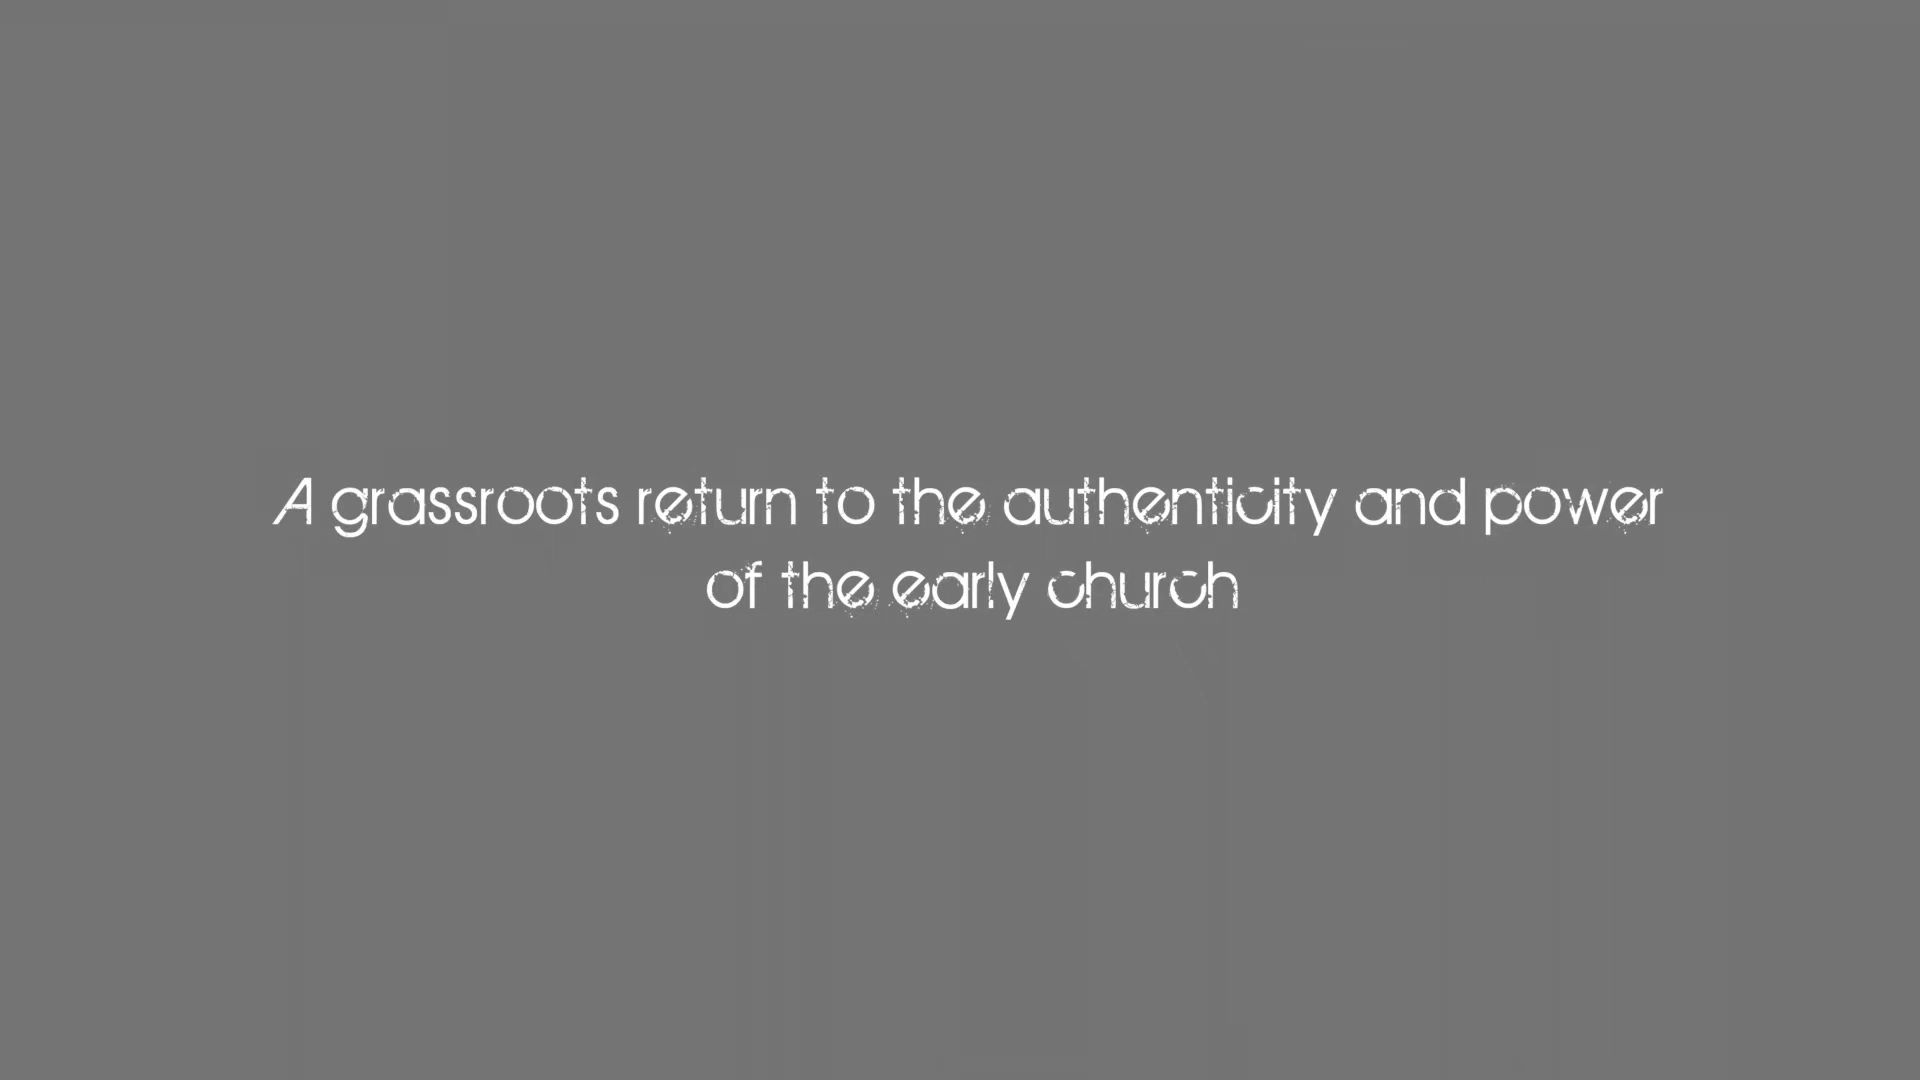 A grassroots return to the authenticity and power
of the early church